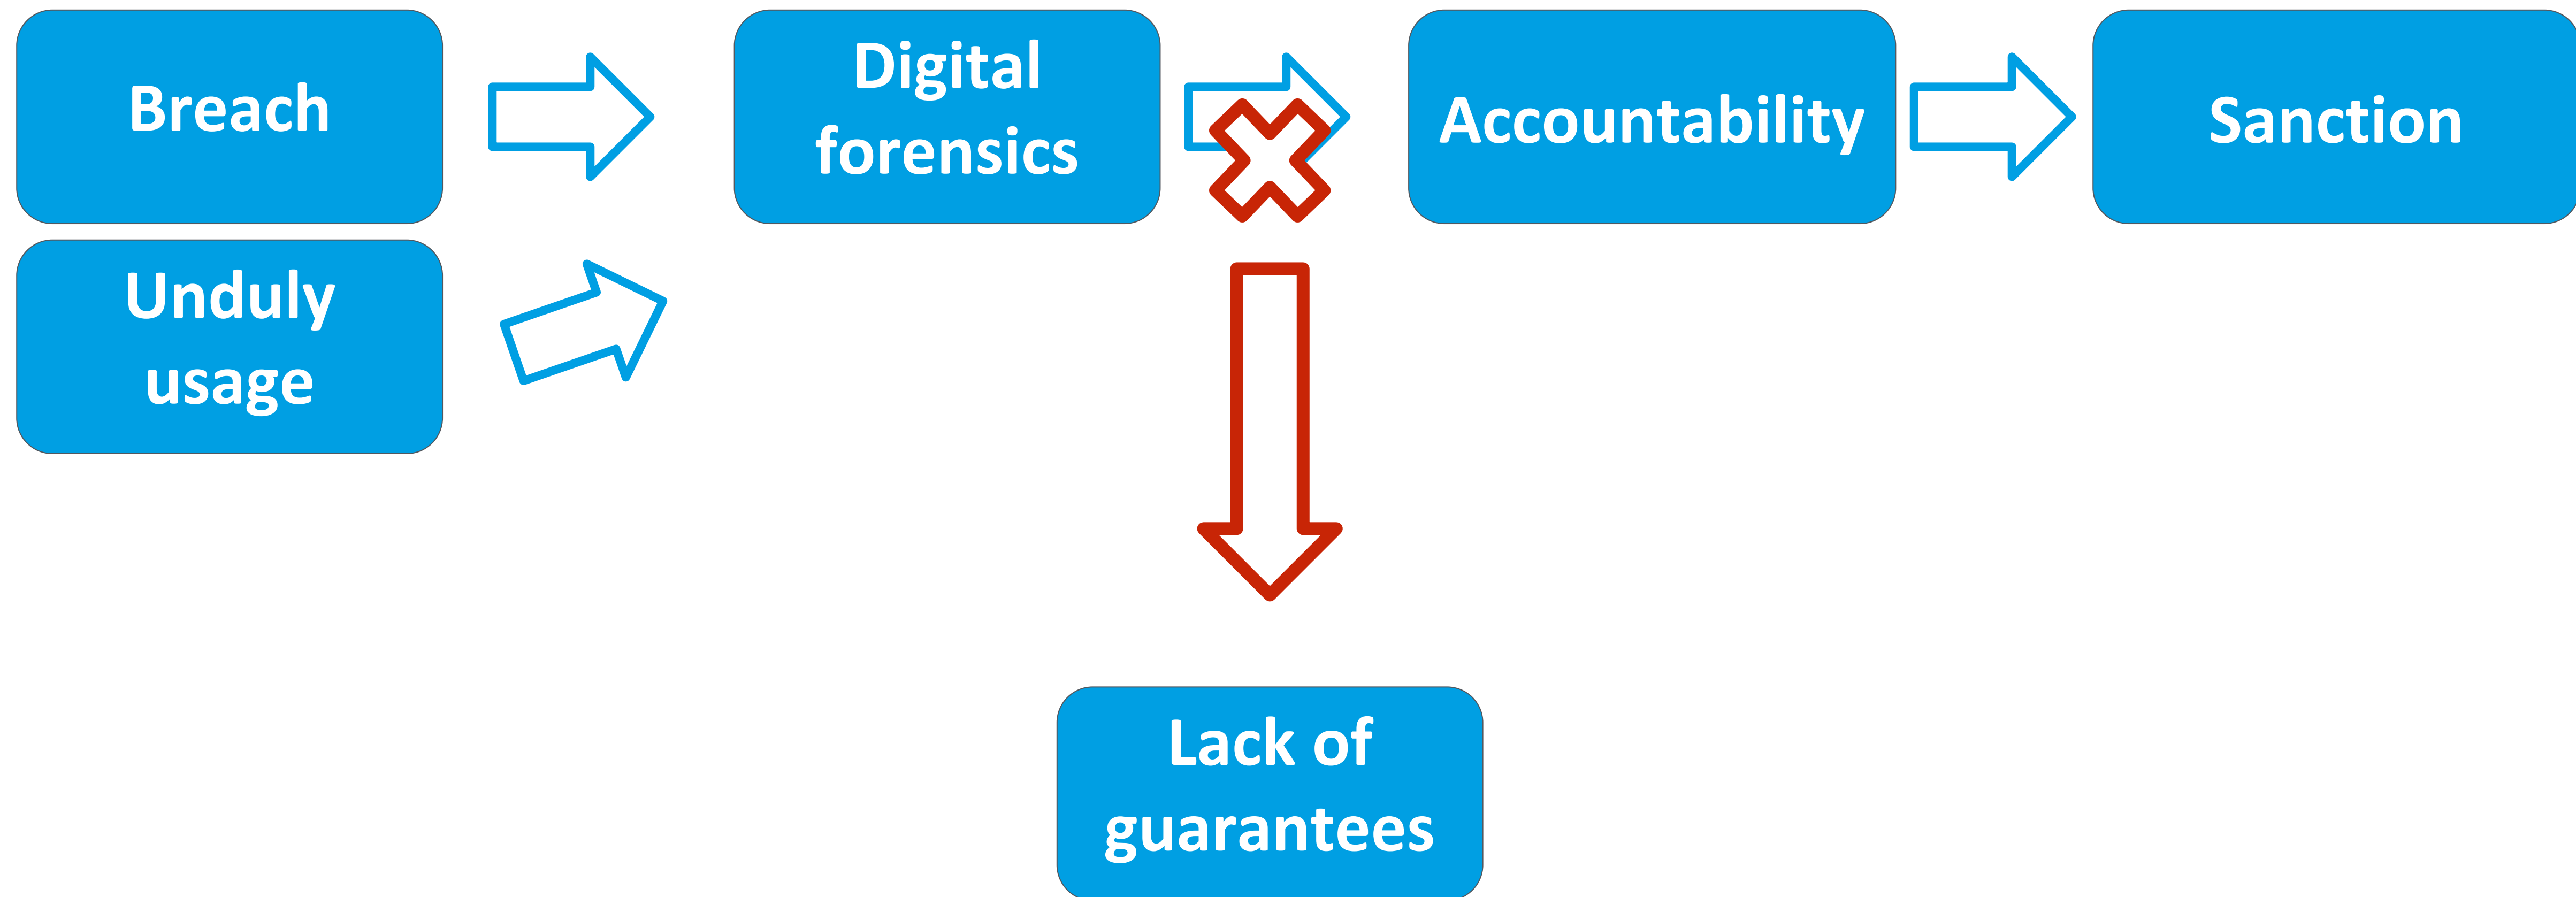 Breach
Digital
forensics
Accountability
Sanction
Unduly
usage
Lack of
guarantees